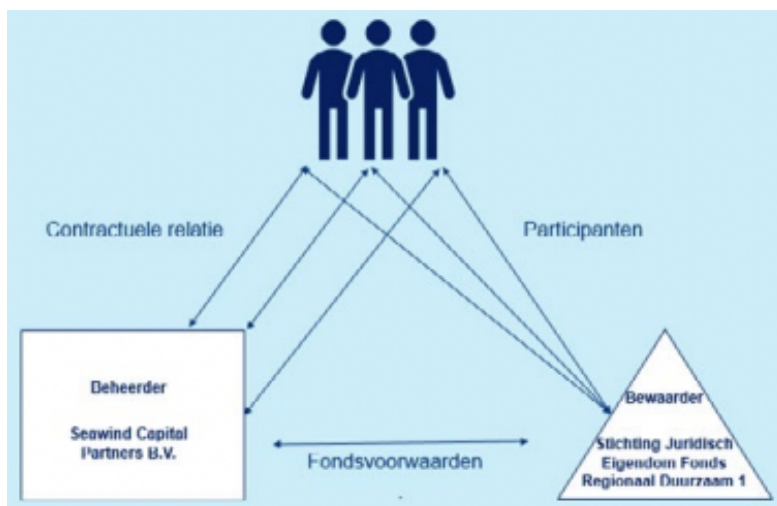 Contractuele relatie
Participanten
Beheerder
Seawind Capital
Partners B.V.
Fondsvoorwaarden
Bewaarder
Stichting Juridisch
Eigendom Fonds
Regionaal Duurzaam 1